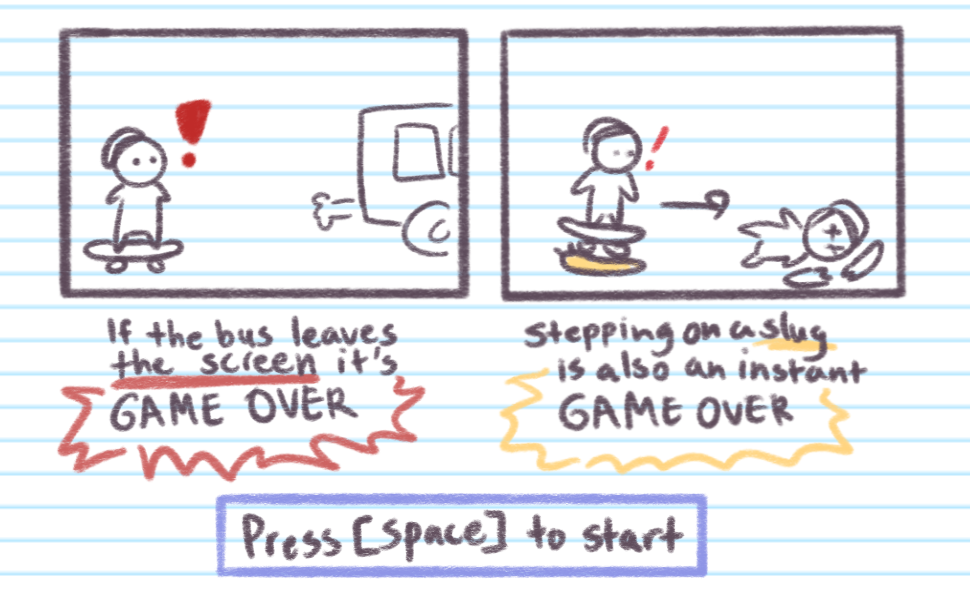 If the bus leaves
the screen it's
GAME OVER
Stepping on a slug
is also an instant
GAME OVER
Press [space] to start